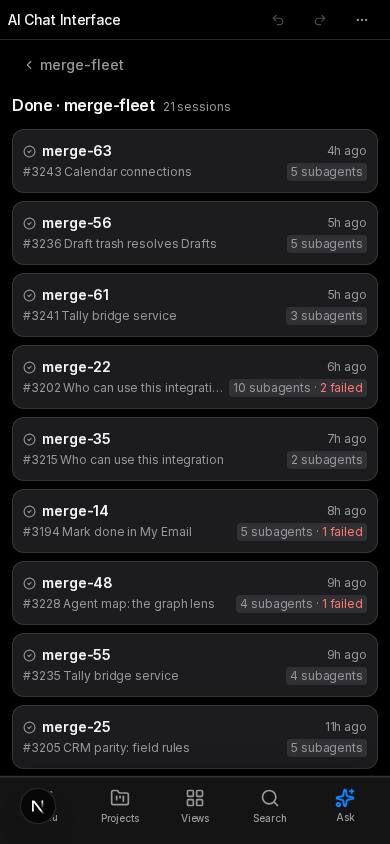 AI Chat Interface
merge-fleet
Done · merge-fleet 21 sessions
merge-63 4h ago
#3243 Calendar connections 5 subagents
merge-56 5h ago
#3236 Draft trash resolves Drafts 5 subagents
merge-61 5h ago
#3241 Tally bridge service 3 subagents
merge-22 6h ago
#3202 Who can use this integrati... 10 subagents · 2 failed
merge-35 7h ago
#3215 Who can use this integration 2 subagents
merge-14 8h ago
#3194 Mark done in My Email 5 subagents · 1 failed
merge-48 9h ago
#3228 Agent map: the graph lens 4 subagents · 1 failed
merge-55 9h ago
#3235 Tally bridge service 4 subagents
merge-25 11h ago
#3205 CRM parity: field rules 5 subagents
N
Projects Views Search Ask